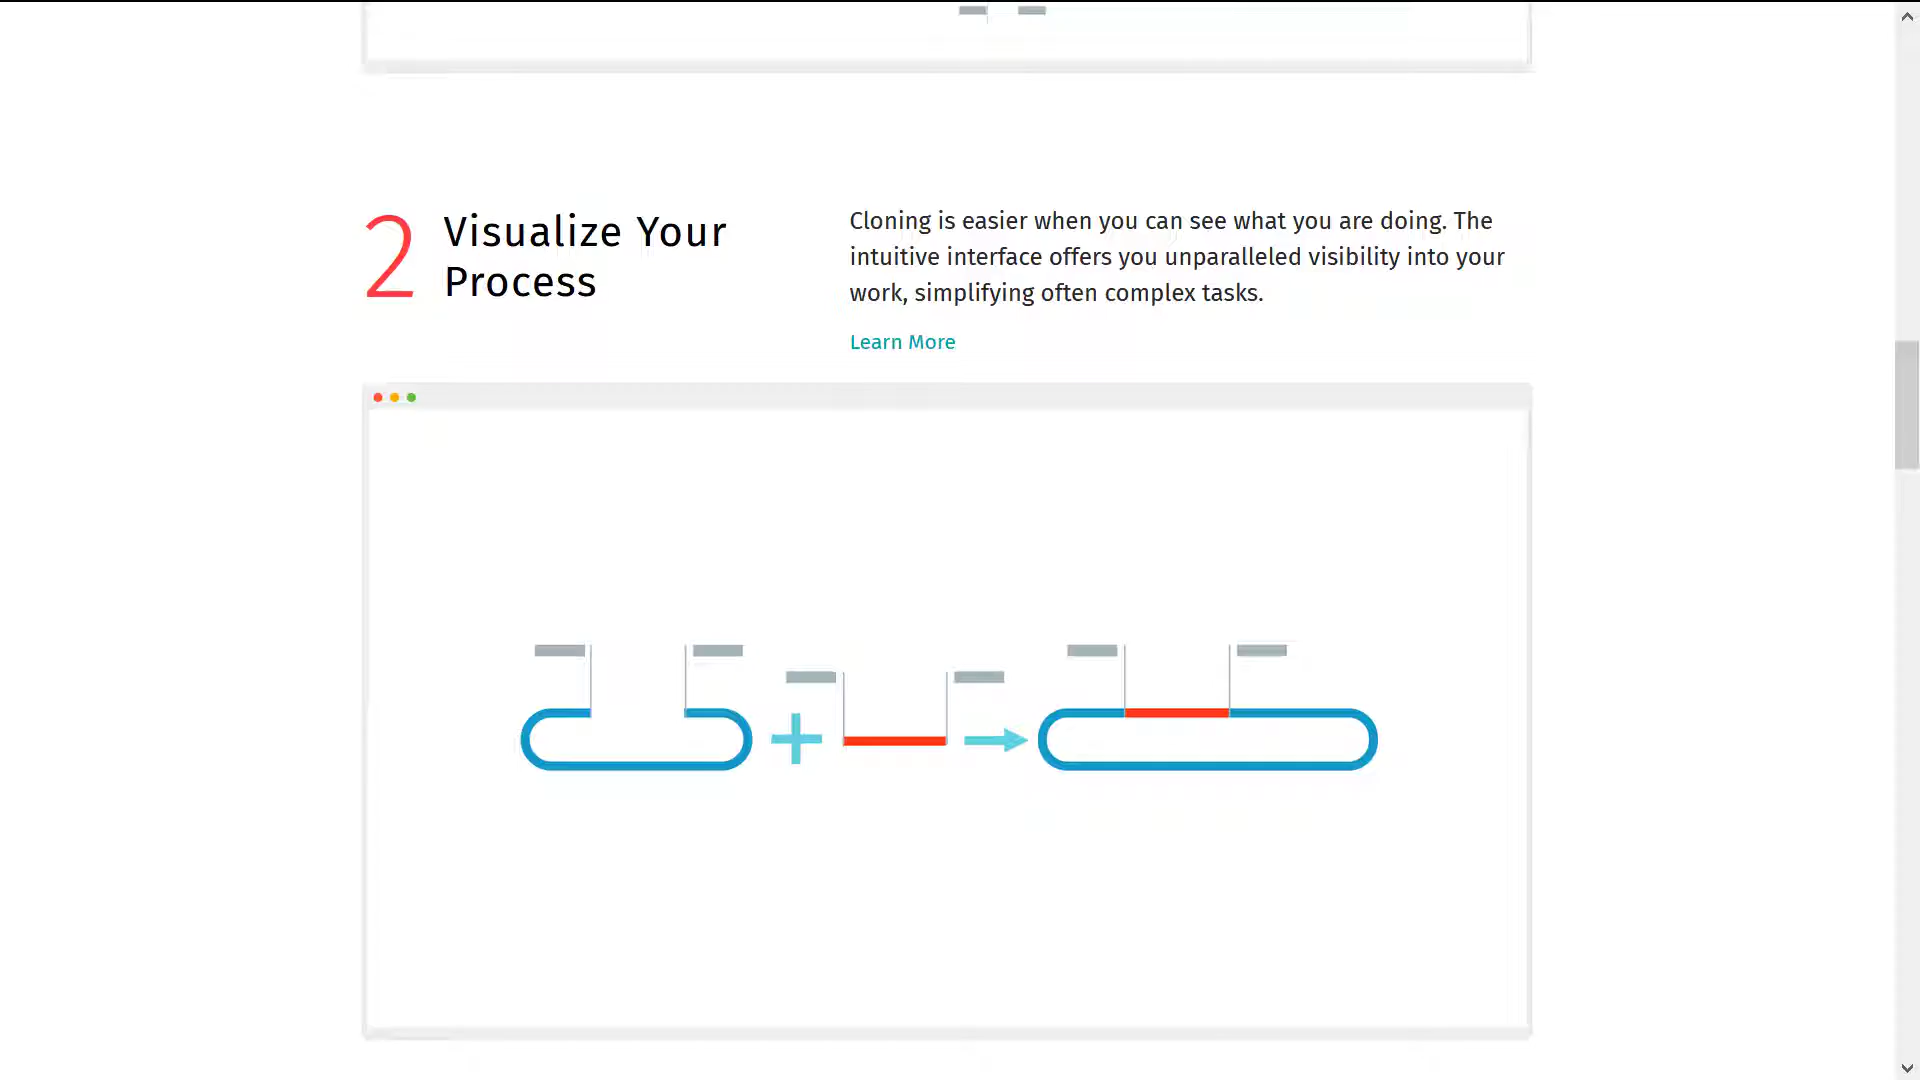 2
Visualize Your
Process
Cloning is easier when you can see what you are doing. The
intuitive interface offers you unparalleled visibility into your
work, simplifying often complex tasks.
Learn More